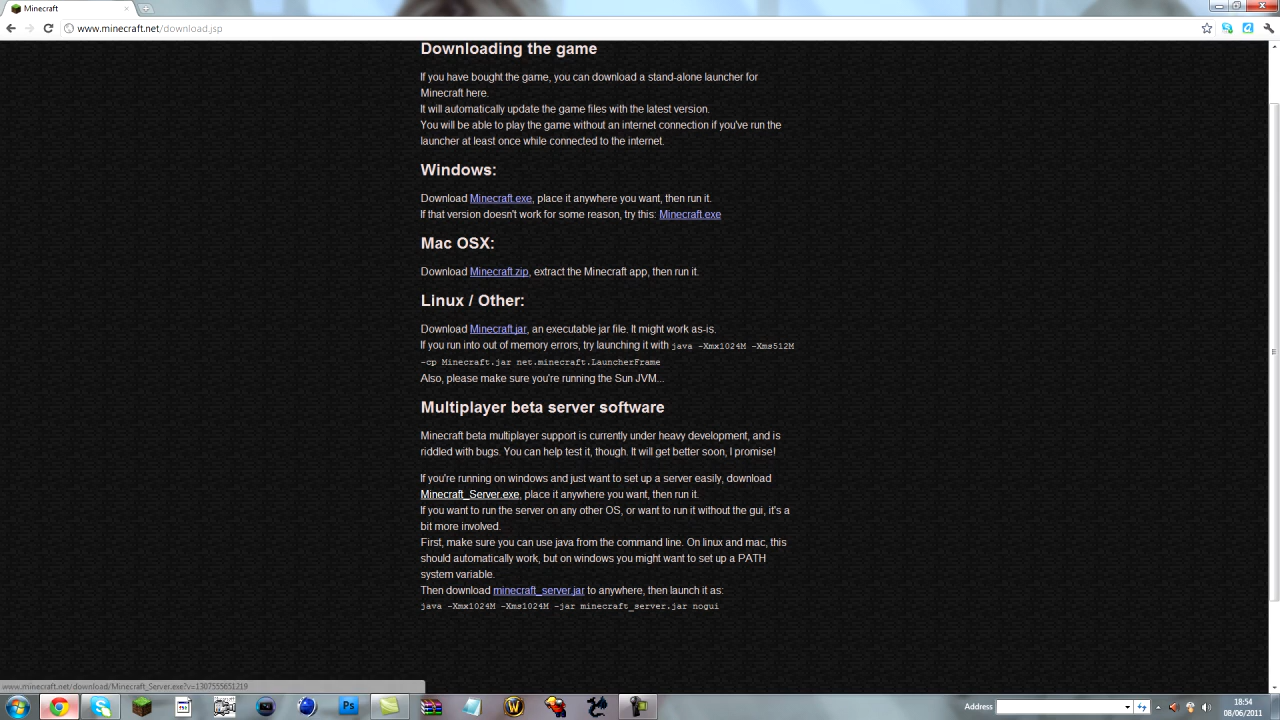 Minecraft
www.minecraft.net/download.jsp
Downloading the game
If you have bought the game, you can download a stand-alone launcher for
Minecraft here.
It will automatically update the game files with the latest version.
You will be able to play the game without an internet connection if you've run the
launcher at least once while connected to the internet.
Windows:
Download Minecraft.exe, place it anywhere you want, then run it.
If that version doesn't work for some reason, try this: Minecraft.exe
Mac OSX:
Download Minecraft.zip, extract the Minecraft app, then run it.
Linux / Other:
Download Minecraft.jar, an executable jar file. It might work as-is.
If you run into out of memory errors, try launching it with java -Xmx1024M -Xms512M
-cp Minecraft.jar net.minecraft.LauncherFrame
Also, please make sure you're running the Sun JVM...
Multiplayer beta server software
Minecraft beta multiplayer support is currently under heavy development, and is
riddled with bugs. You can help test it, though. It will get better soon, I promise!
If you're running on windows and just want to set up a server easily, download
Minecraft_Server.exe, place it anywhere you want, then run it.
If you want to run the server on any other OS, or want to run it without the gui, it's a
bit more involved.
First, make sure you can use java from the command line. On linux and mac, this
should automatically work, but on windows you might want to set up a PATH
system variable.
Then download minecraft_server.jar to anywhere, then launch it as:
java -Xmx1024M -Xms1024M -jar minecraft_server.jar nogui
www.minecraft.net/download/Minecraft_Server.exe?v=1307555651219
Ps
W
Address
18:54
08/06/2011